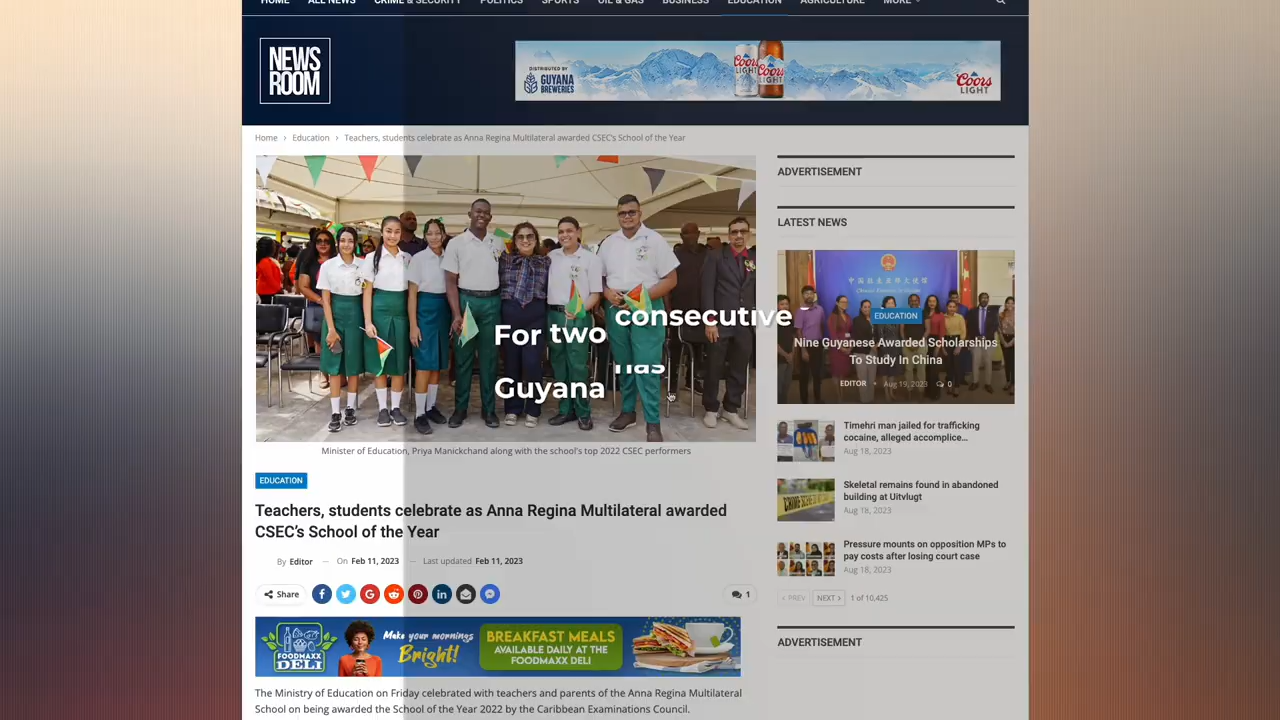 HOME ALL NEWS CRIME & SECURITY POLITICS SPORTS OIL & GAS BUSINESS EDUCATION AGRICULTURE MORE
NEWS
ROOM
DISTRIBUTED BY
GUYANA
BREWERIES
Coors
LIGHT
Coors
LIGHT
Coors
LIGHT
Home › Education › Teachers, students celebrate as Anna Regina Multilateral awarded CSEC's School of the Year
For two consecutive
Guyana has
Minister of Education, Priya Manickchand along with the school's top 2022 CSEC performers
EDUCATION
Teachers, students celebrate as Anna Regina Multilateral awarded
CSEC's School of the Year
By Editor — On Feb 11, 2023 — Last updated Feb 11, 2023
Share
1
FOODMAXX
DELI
Make your mornings
Bright!
BREAKFAST MEALS
AVAILABLE DAILY AT THE
FOODMAXX DELI
The Ministry of Education on Friday celebrated with teachers and parents of the Anna Regina Multilateral
School on being awarded the School of the Year 2022 by the Caribbean Examinations Council.
ADVERTISEMENT
LATEST NEWS
EDUCATION
Nine Guyanese Awarded Scholarships
To Study In China
EDITOR Aug 19, 2023 0
Timehri man jailed for trafficking
cocaine, alleged accomplice...
Aug 18, 2023
Skeletal remains found in abandoned
building at Uitvlugt
Aug 18, 2023
Pressure mounts on opposition MPs to
pay costs after losing court case
Aug 18, 2023
‹ PREV NEXT › 1 of 10,425
ADVERTISEMENT